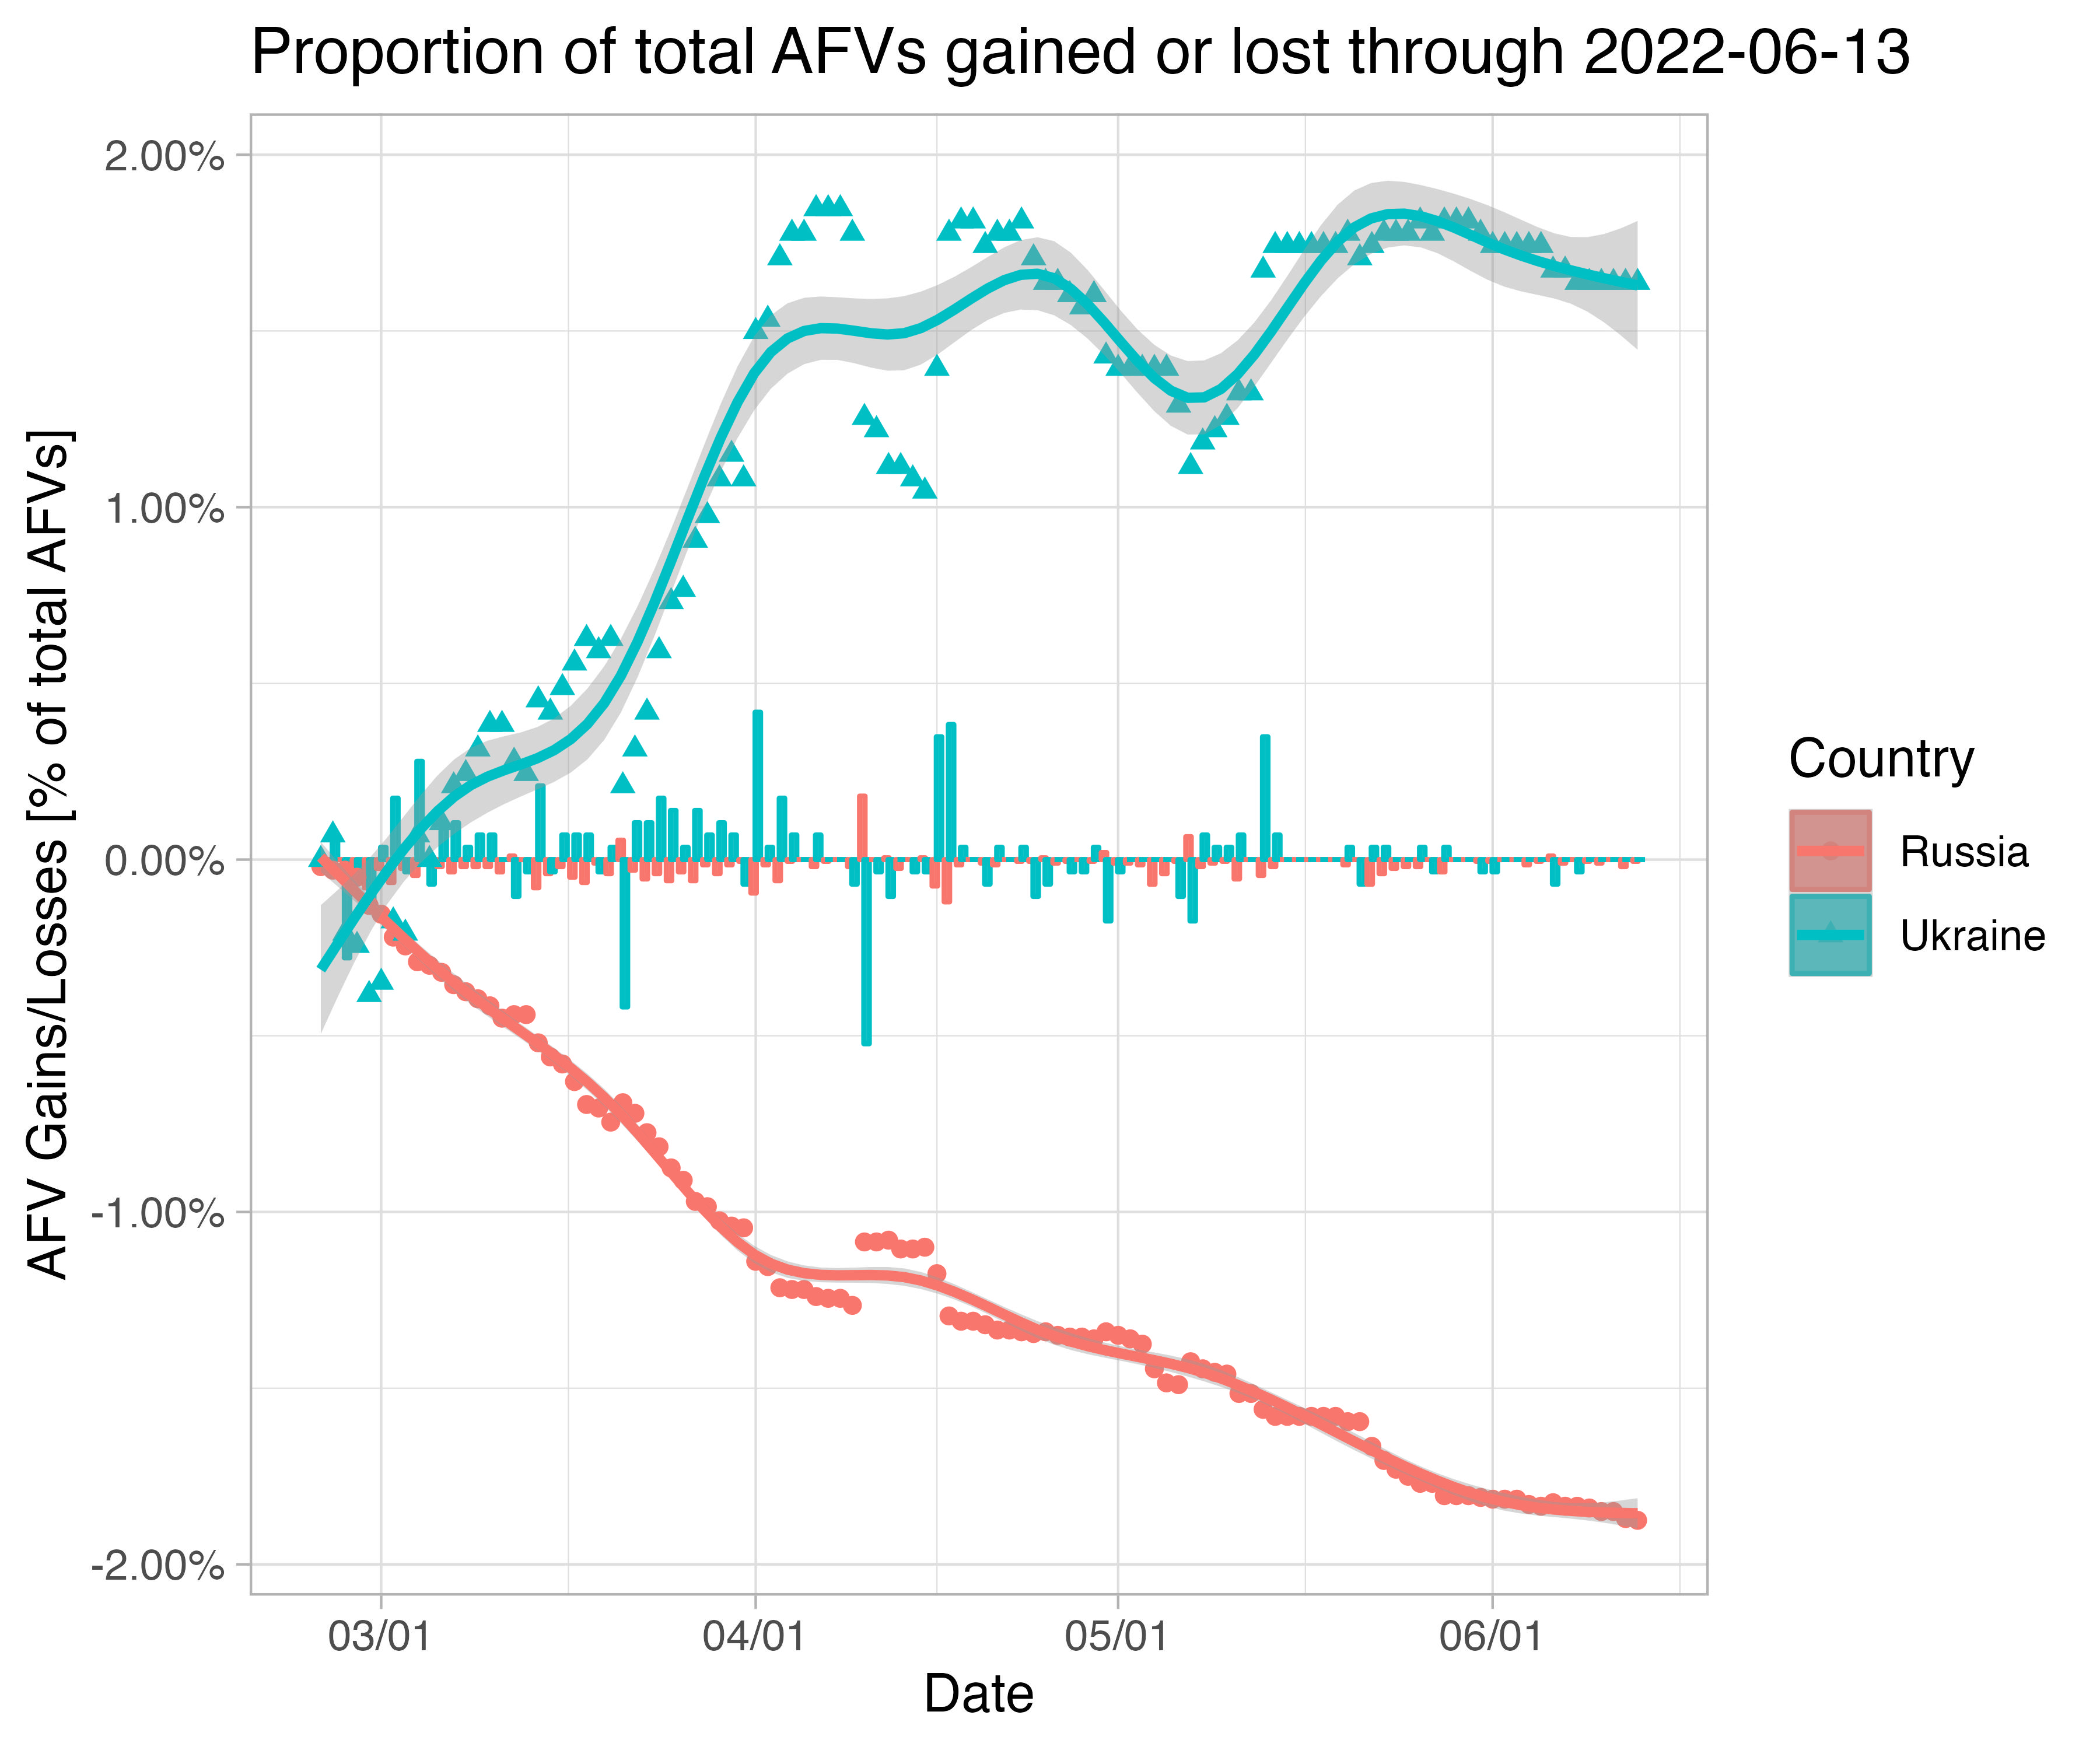 Proportion of total AFVs gained or lost through 2022-06-13
AFV Gains/Losses [% of total AFVs]
2.00%
1.00%
0.00%
-1.00%
-2.00%
03/01
04/01
05/01
06/01
Date
Country
Russia
Ukraine